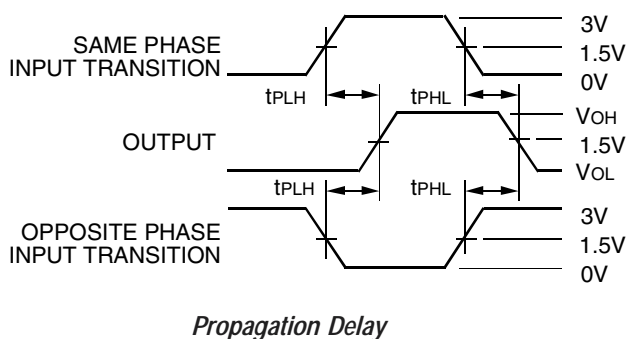 SAME PHASE
INPUT TRANSITION
3V
1.5V
0V
tPLH
tPHL
OUTPUT
VOH
1.5V
VOL
tPLH
tPHL
OPPOSITE PHASE
INPUT TRANSITION
3V
1.5V
0V
Propagation Delay